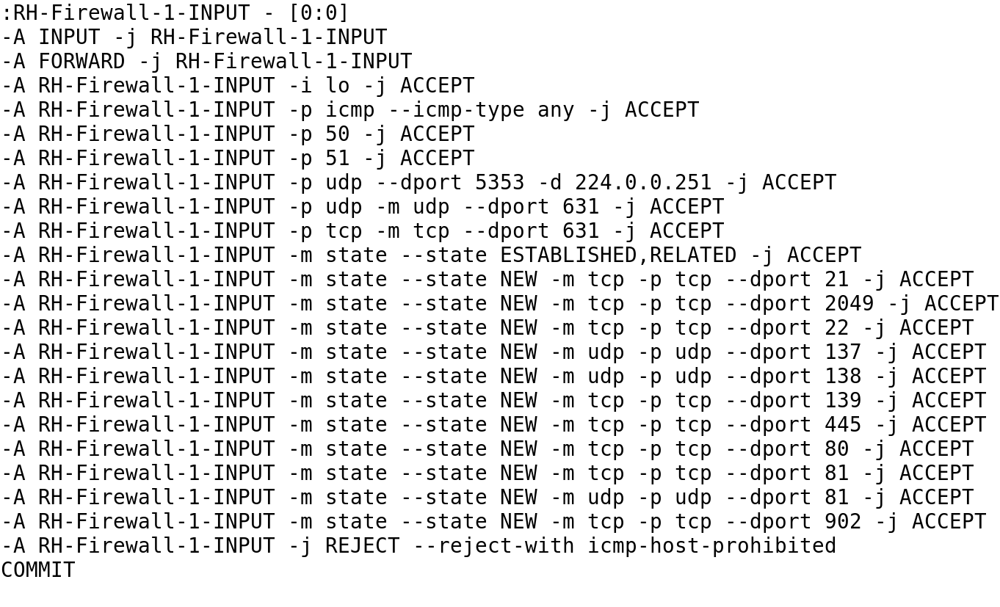 :RH-Firewall-1-INPUT - [0:0]
-A INPUT -j RH-Firewall-1-INPUT
-A FORWARD -j RH-Firewall-1-INPUT
-A RH-Firewall-1-INPUT -i lo -j ACCEPT
-A RH-Firewall-1-INPUT -p icmp --icmp-type any -j ACCEPT
-A RH-Firewall-1-INPUT -p 50 -j ACCEPT
-A RH-Firewall-1-INPUT -p 51 -j ACCEPT
-A RH-Firewall-1-INPUT -p udp --dport 5353 -d 224.0.0.251 -j ACCEPT
-A RH-Firewall-1-INPUT -p udp -m udp --dport 631 -j ACCEPT
-A RH-Firewall-1-INPUT -p tcp -m tcp --dport 631 -j ACCEPT
-A RH-Firewall-1-INPUT -m state --state ESTABLISHED,RELATED -j ACCEPT
-A RH-Firewall-1-INPUT -m state --state NEW -m tcp -p tcp --dport 21 -j ACCEPT
-A RH-Firewall-1-INPUT -m state --state NEW -m tcp -p tcp --dport 2049 -j ACCEPT
-A RH-Firewall-1-INPUT -m state --state NEW -m tcp -p tcp --dport 22 -j ACCEPT
-A RH-Firewall-1-INPUT -m state --state NEW -m udp -p udp --dport 137 -j ACCEPT
-A RH-Firewall-1-INPUT -m state --state NEW -m udp -p udp --dport 138 -j ACCEPT
-A RH-Firewall-1-INPUT -m state --state NEW -m tcp -p tcp --dport 139 -j ACCEPT
-A RH-Firewall-1-INPUT -m state --state NEW -m tcp -p tcp --dport 445 -j ACCEPT
-A RH-Firewall-1-INPUT -m state --state NEW -m tcp -p tcp --dport 80 -j ACCEPT
-A RH-Firewall-1-INPUT -m state --state NEW -m tcp -p tcp --dport 81 -j ACCEPT
-A RH-Firewall-1-INPUT -m state --state NEW -m udp -p udp --dport 81 -j ACCEPT
-A RH-Firewall-1-INPUT -m state --state NEW -m tcp -p tcp --dport 902 -j ACCEPT
-A RH-Firewall-1-INPUT -j REJECT --reject-with icmp-host-prohibited
COMMIT